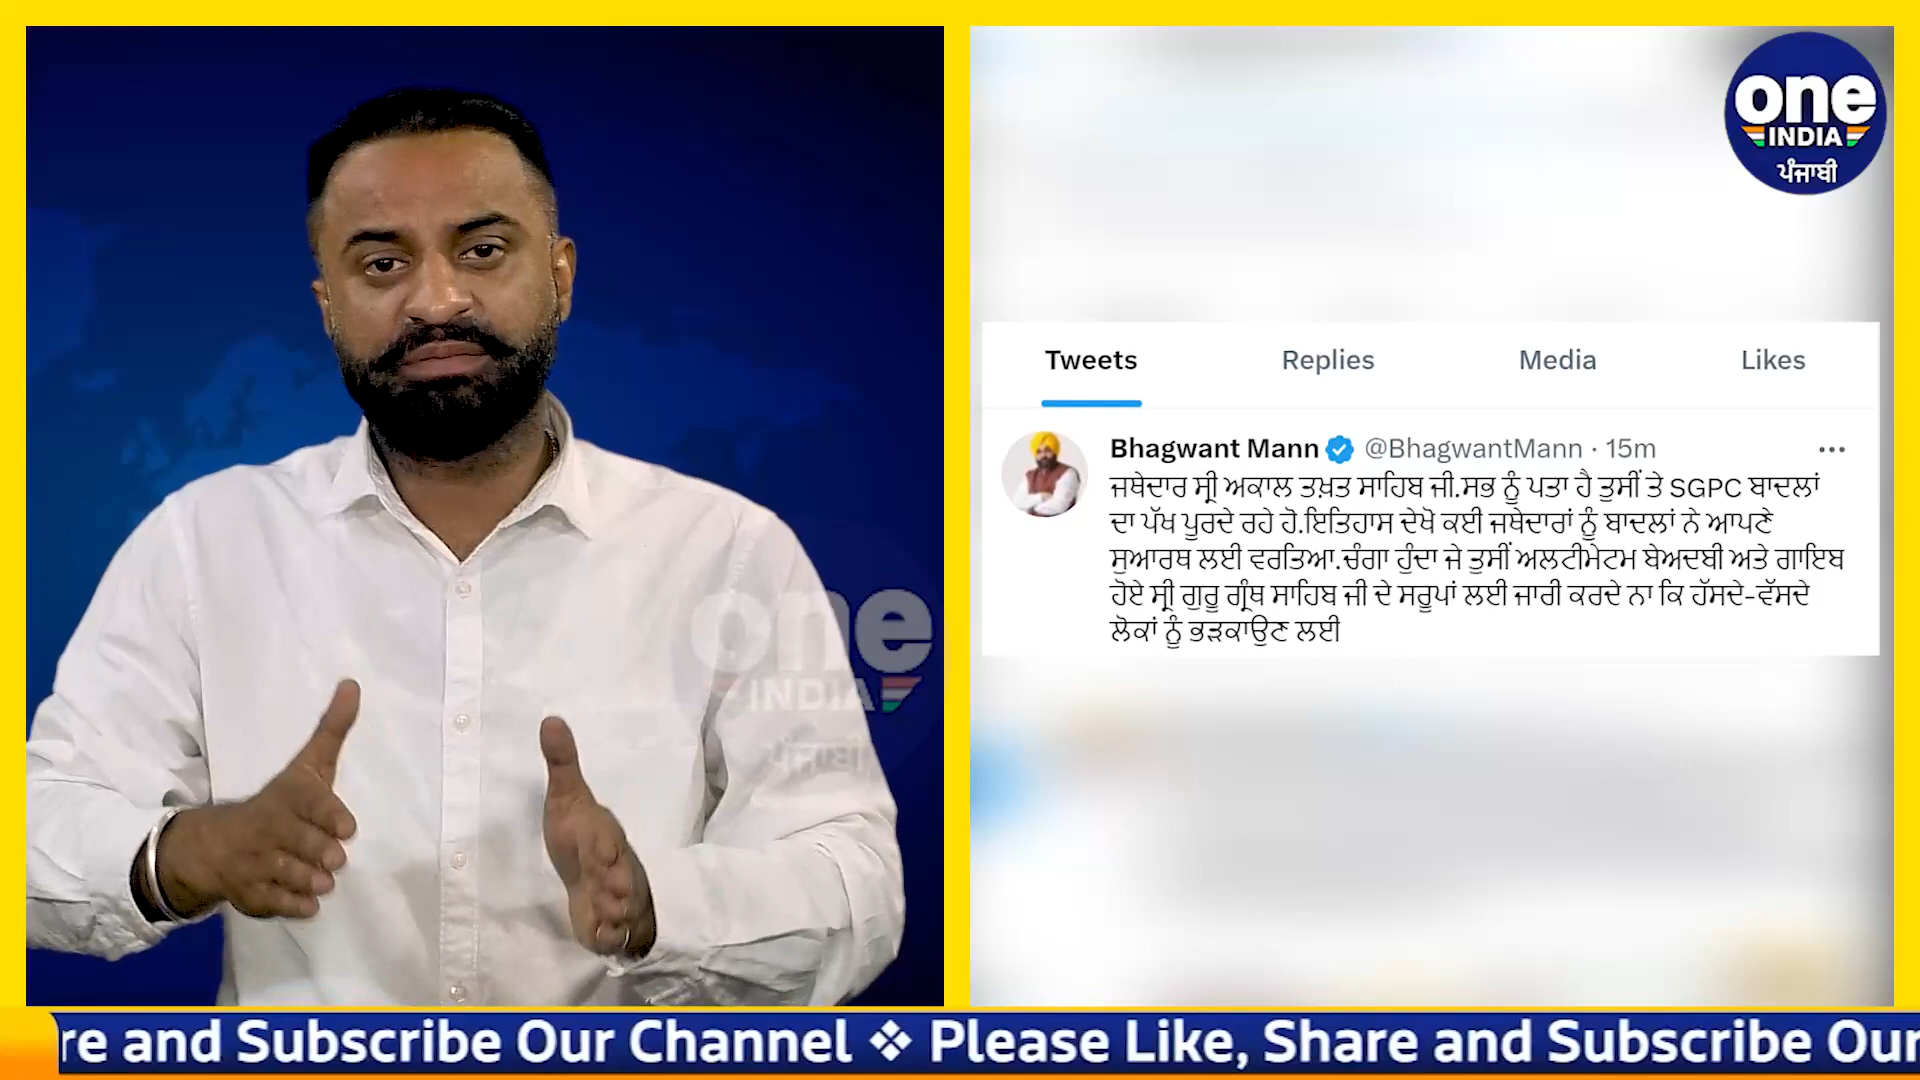 one
INDIA
ਪੰਜਾਬੀ
Tweets Replies Media Likes
Bhagwant Mann @BhagwantMann · 15m
ਜਥੇਦਾਰ ਸ੍ਰੀ ਅਕਾਲ ਤਖ਼ਤ ਸਾਹਿਬ ਜੀ.ਸਭ ਨੂੰ ਪਤਾ ਹੈ ਤੁਸੀਂ ਤੇ SGPC ਬਾਦਲਾਂ
ਦਾ ਪੱਖ ਪੂਰਦੇ ਰਹੇ ਹੋ.ਇਤਿਹਾਸ ਦੇਖੋ ਕਈ ਜਥੇਦਾਰਾਂ ਨੂੰ ਬਾਦਲਾਂ ਨੇ ਆਪਣੇ
ਸੁਆਰਥ ਲਈ ਵਰਤਿਆ.ਚੰਗਾ ਹੁੰਦਾ ਜੇ ਤੁਸੀਂ ਅਲਟੀਮੇਟਮ ਬੇਅਦਬੀ ਅਤੇ ਗਾਇਬ
ਹੋਏ ਸ੍ਰੀ ਗੁਰੂ ਗ੍ਰੰਥ ਸਾਹਿਬ ਜੀ ਦੇ ਸਰੂਪਾਂ ਲਈ ਜਾਰੀ ਕਰਦੇ ਨਾ ਕਿ ਹੱਸਦੇ-ਵੱਸਦੇ
ਲੋਕਾਂ ਨੂੰ ਭੜਕਾਉਣ ਲਈ
one
INDIA
ਪੰਜਾਬੀ
re and Subscribe Our Channel ❖ Please Like, Share and Subscribe Our